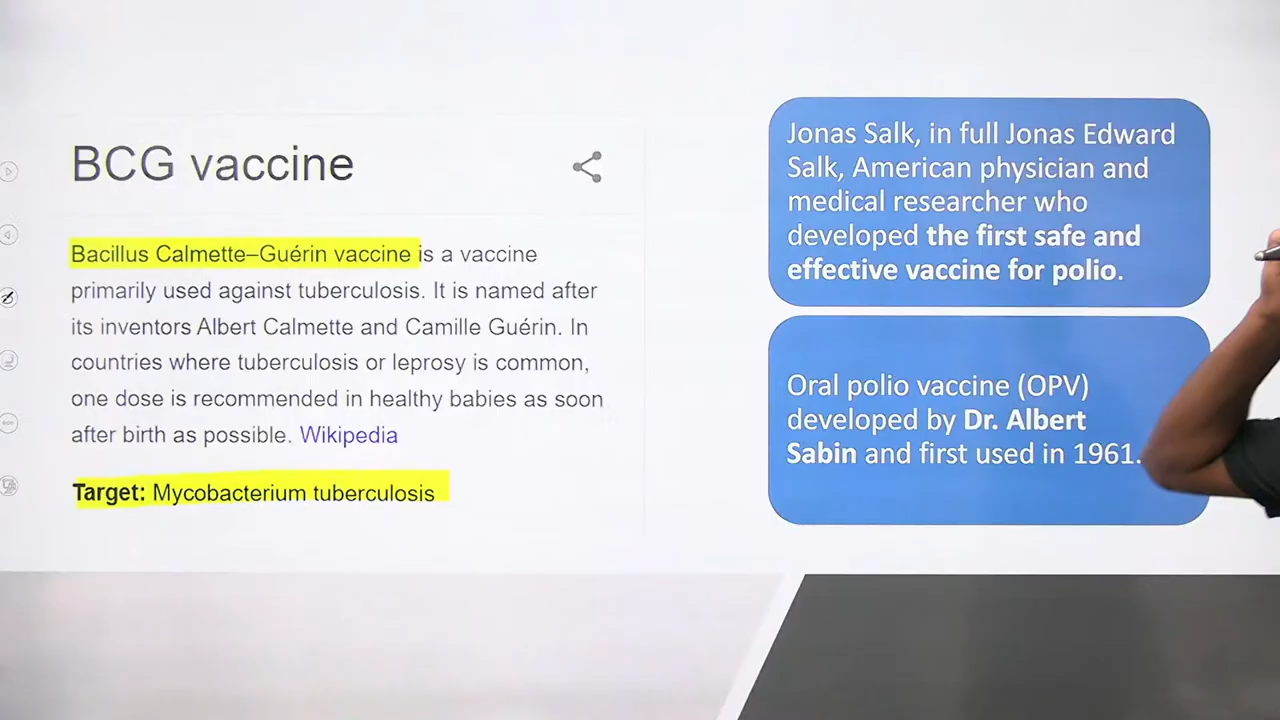 BCG vaccine
Bacillus Calmette–Guérin vaccine is a vaccine
primarily used against tuberculosis. It is named after
its inventors Albert Calmette and Camille Guérin. In
countries where tuberculosis or leprosy is common,
one dose is recommended in healthy babies as soon
after birth as possible. Wikipedia
Target: Mycobacterium tuberculosis
Jonas Salk, in full Jonas Edward
Salk, American physician and
medical researcher who
developed the first safe and
effective vaccine for polio.
Oral polio vaccine (OPV)
developed by Dr. Albert
Sabin and first used in 1961.